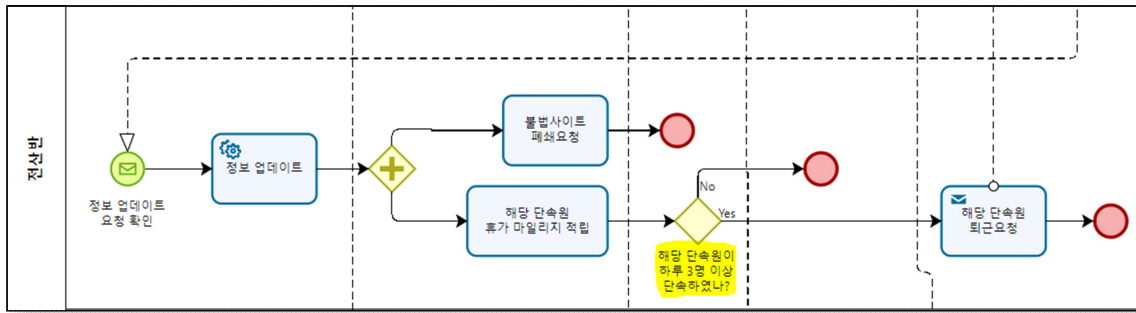 전산반
정보 업데이트
요청 확인
정보 업데이트
불법사이트
폐쇄요청
해당 단속원
휴가 마일리지 적립
No
Yes
해당 단속원이
하루 3명 이상
단속하였나?
해당 단속원
퇴근요청